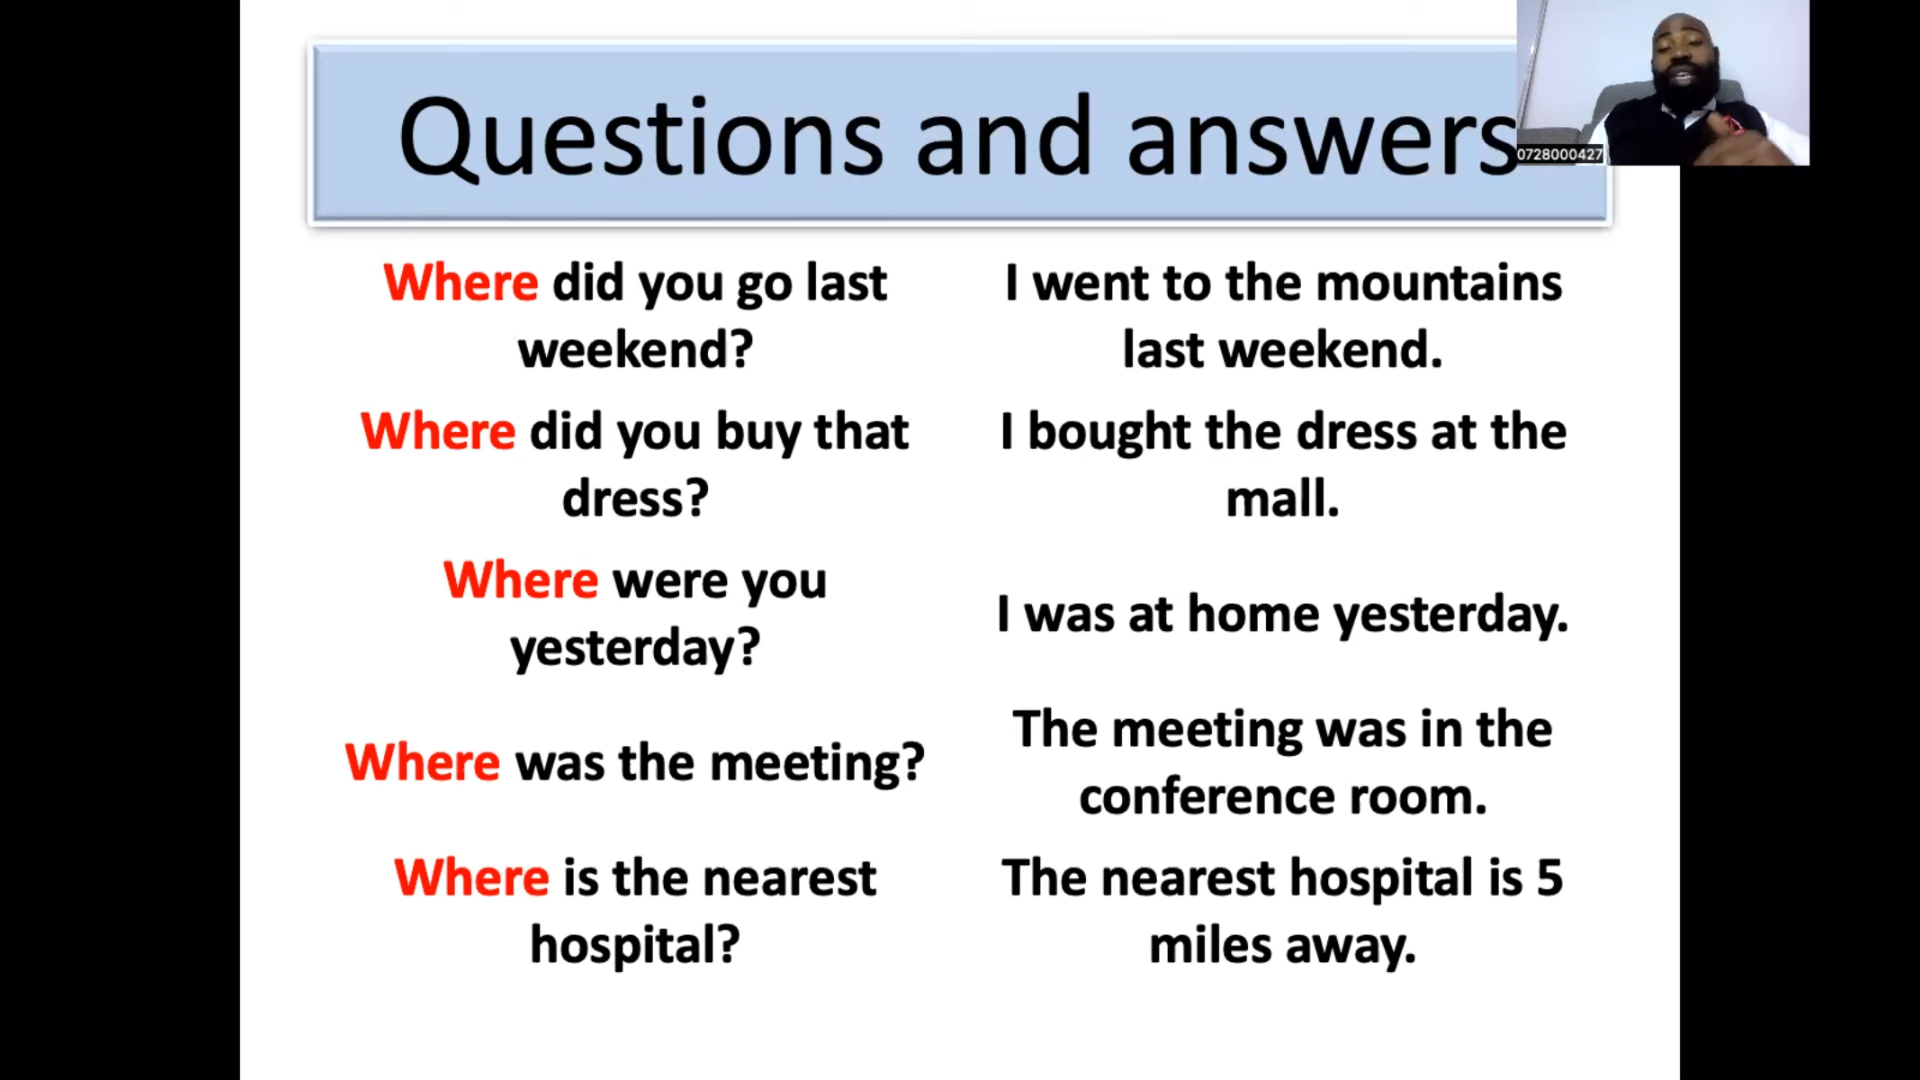 Questions and answers
0728000427
Where did you go last
weekend?
I went to the mountains
last weekend.
Where did you buy that
dress?
I bought the dress at the
mall.
Where were you
yesterday?
I was at home yesterday.
Where was the meeting?
The meeting was in the
conference room.
Where is the nearest
hospital?
The nearest hospital is 5
miles away.